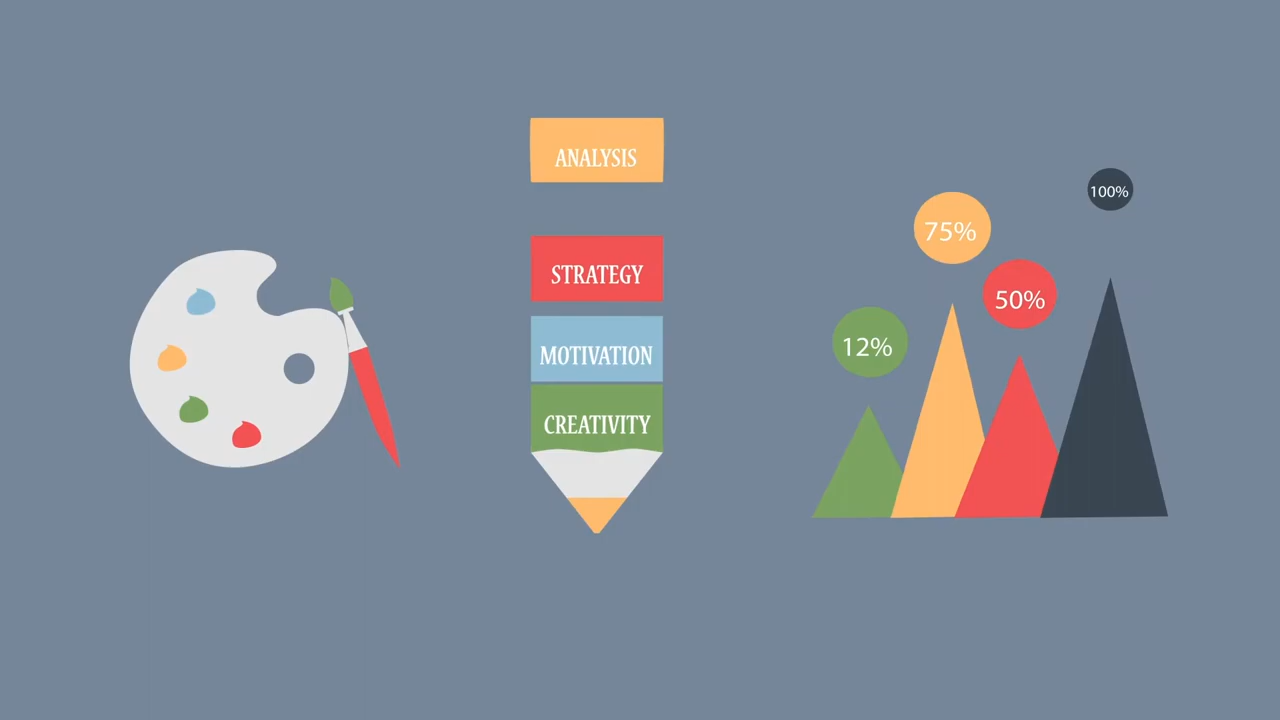 ANALYSIS
STRATEGY
MOTIVATION
CREATIVITY
12%
75%
50%
100%